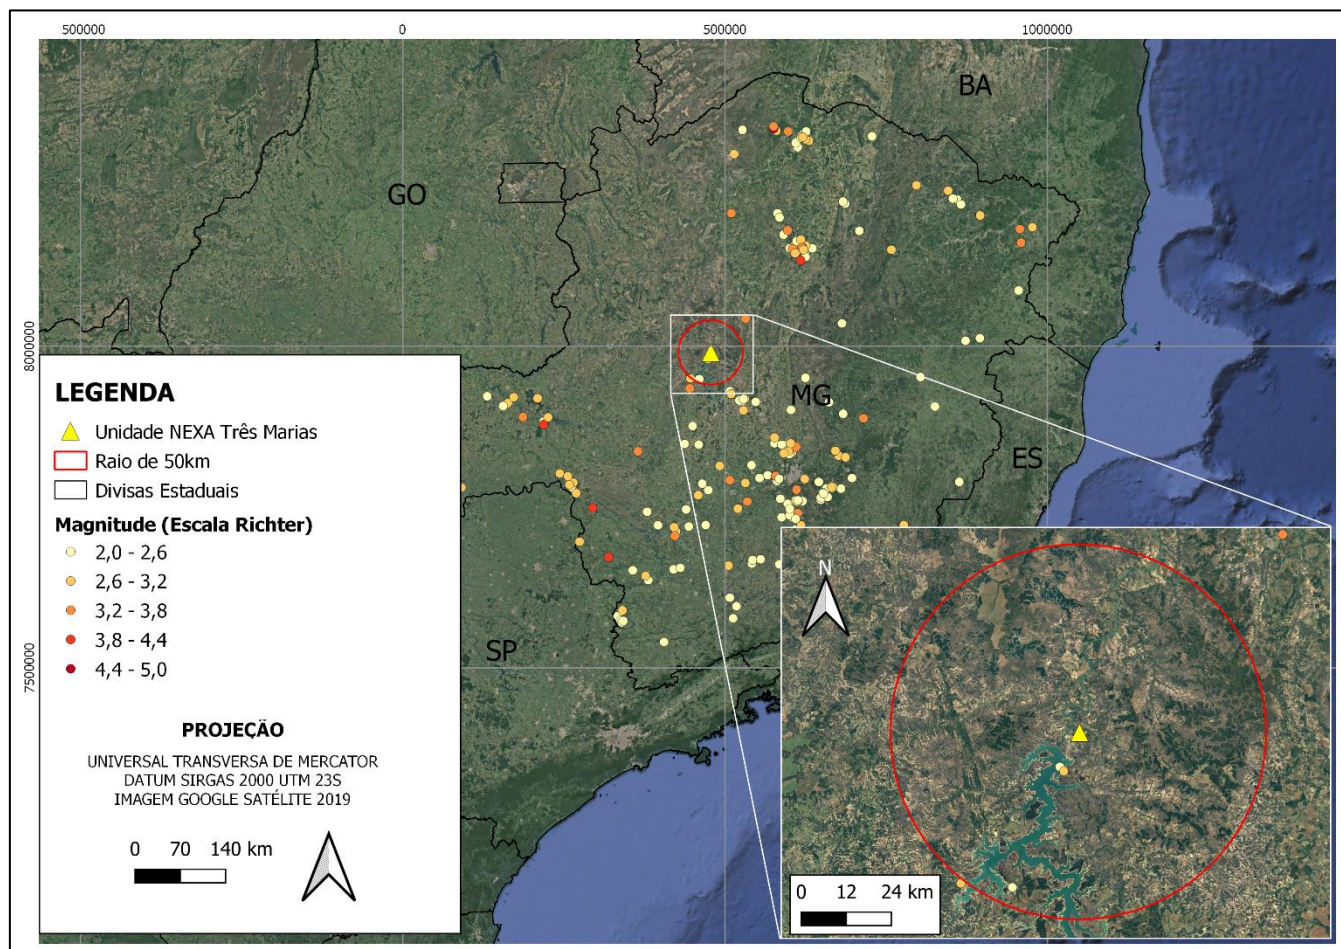 500000 0 500000 1000000
BA
GO
8000000
MG
ES
SP
7500000
LEGENDA
Unidade NEXA Três Marias
Raio de 50km
Divisas Estaduais
Magnitude (Escala Richter)
2,0 - 2,6
2,6 - 3,2
3,2 - 3,8
3,8 - 4,4
4,4 - 5,0
PROJEÇÃO
UNIVERSAL TRANSVERSA DE MERCATOR
DATUM SIRGAS 2000 UTM 23S
IMAGEM GOOGLE SATÉLITE 2019
0 70 140 km
N
0 12 24 km